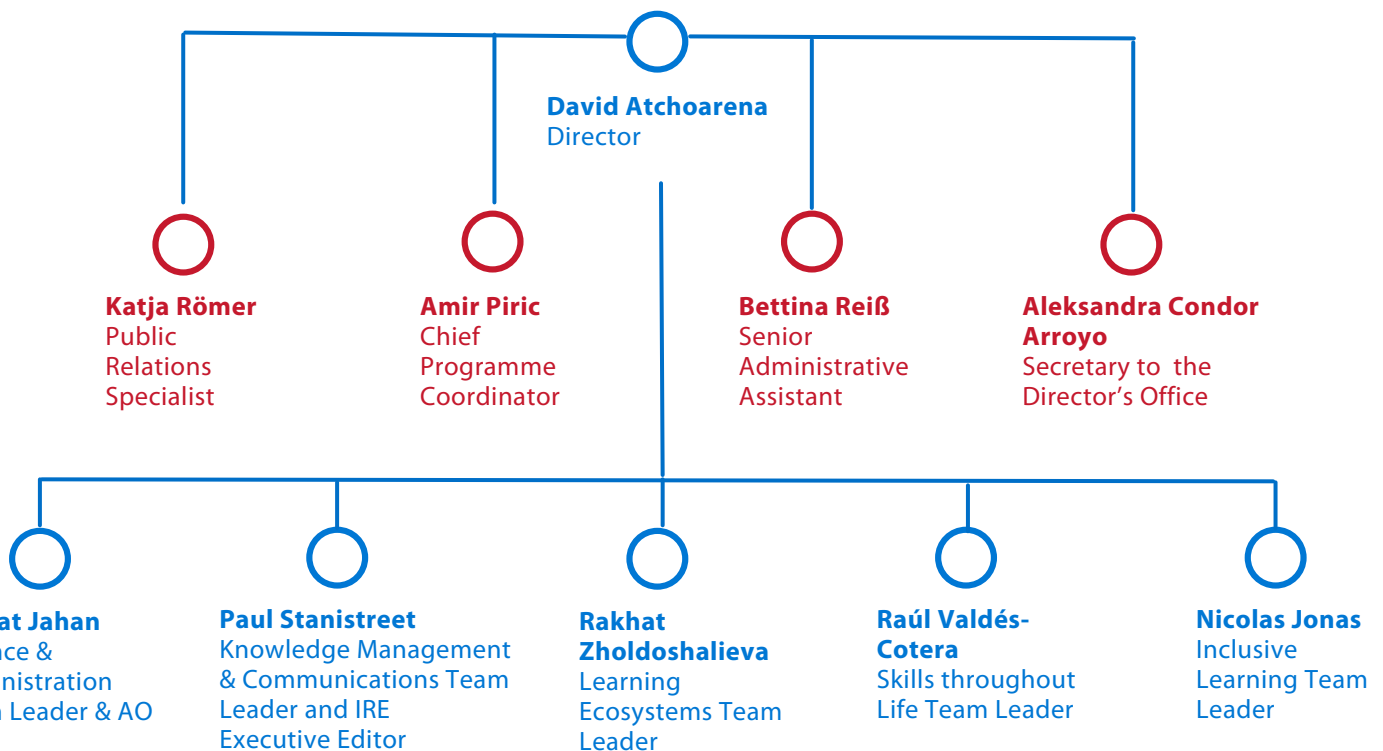 David Atchoarena
Director
Katja Römer
Public
Relations
Specialist
Amir Piric
Chief
Programme
Coordinator
Bettina Reiß
Senior
Administrative
Assistant
Aleksandra Condor
Arroyo
Secretary to the
Director’s Office
Jahan
&
Leader & AO
Paul Stanistreet
Knowledge Management
& Communications Team
Leader and IRE
Executive Editor
Rakhat
Zholdoshalieva
Learning
Ecosystems Team
Leader
Raúl Valdés-
Cotera
Skills throughout
Life Team Leader
Nicolas Jonas
Inclusive
Learning Team
Leader